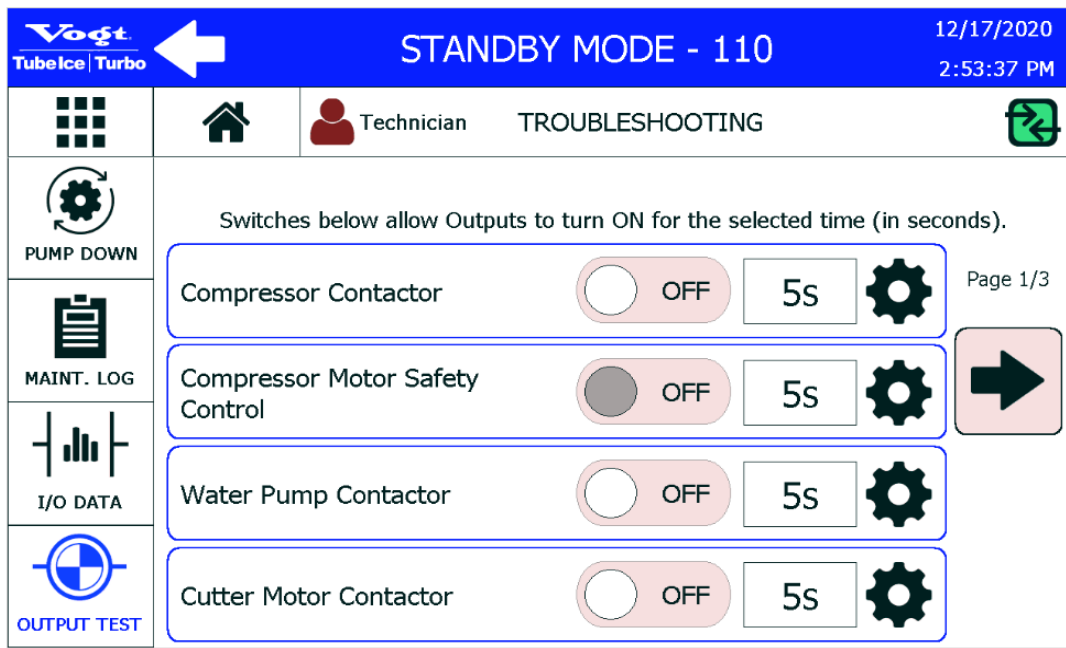 Vogt.
Tube Ice | Turbo
STANDBY MODE - 110
12/17/2020
2:53:37 PM
Technician
TROUBLESHOOTING
PUMP DOWN
MAINT. LOG
I/O DATA
OUTPUT TEST
Switches below allow Outputs to turn ON for the selected time (in seconds).
Page 1/3
Compressor Contactor OFF 5s
Compressor Motor Safety
Control OFF 5s
Water Pump Contactor OFF 5s
Cutter Motor Contactor OFF 5s